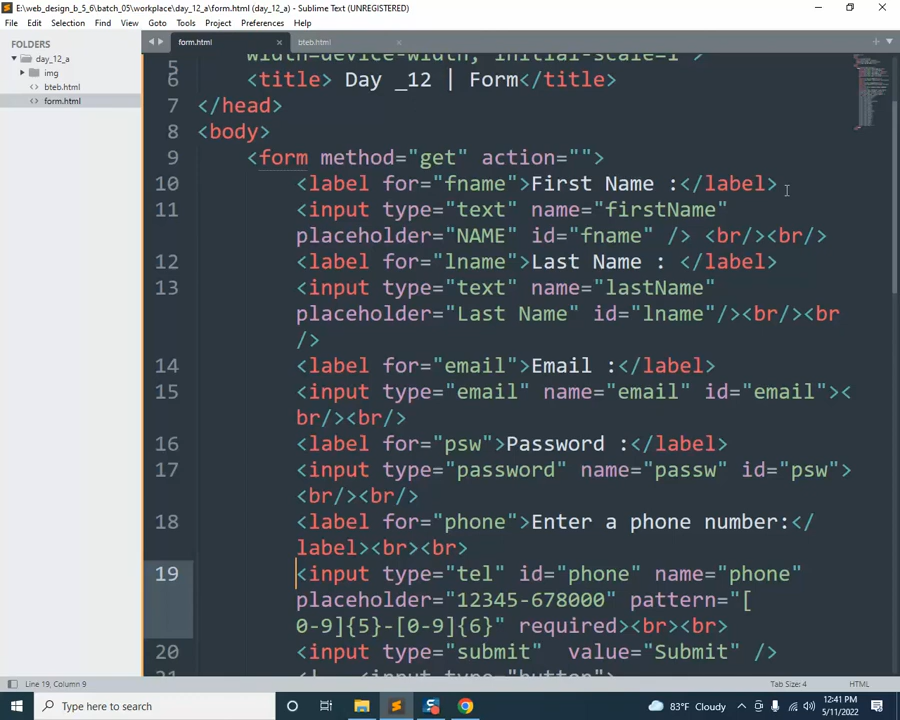 E:\web_design_b_5_6\batch_05\workplace\day_12_a\form.html (day_12_a) - Sublime Text (UNREGISTERED)
File Edit Selection Find View Goto Tools Project Preferences Help
FOLDERS
day_12_a
img
bteb.html
form.html
form.html × bteb.html ×
5 width=device-width, initial-scale=1">
6 <title> Day _12 | Form</title>
7 </head>
8 <body>
9 <form method="get" action="">
10 <label for="fname">First Name :</label>
11 <input type="text" name="firstName"
placeholder="NAME" id="fname" /> <br/><br/>
12 <label for="lname">Last Name : </label>
13 <input type="text" name="lastName"
placeholder="Last Name" id="lname"/><br/><br
/>
14 <label for="email">Email :</label>
15 <input type="email" name="email" id="email"><
br/><br/>
16 <label for="psw">Password :</label>
17 <input type="password" name="passw" id="psw">
<br/><br/>
18 <label for="phone">Enter a phone number:</
label><br><br>
19 <input type="tel" id="phone" name="phone"
placeholder="12345-678000" pattern="[
0-9]{5}-[0-9]{6}" required><br><br>
20 <input type="submit" value="Submit" />
Line 19, Column 9
Tab Size: 4
HTML
Type here to search
83°F Cloudy
12:41 PM
5/11/2022